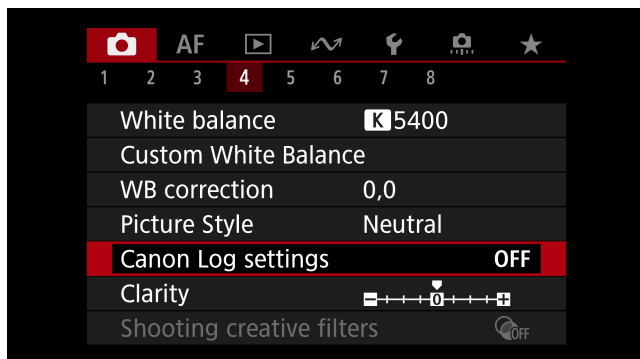 AF
1 2 3 4 5 6 7 8
White balance K 5400
Custom White Balance
WB correction 0,0
Picture Style Neutral
Canon Log settings OFF
Clarity 0
Shooting creative filters OFF